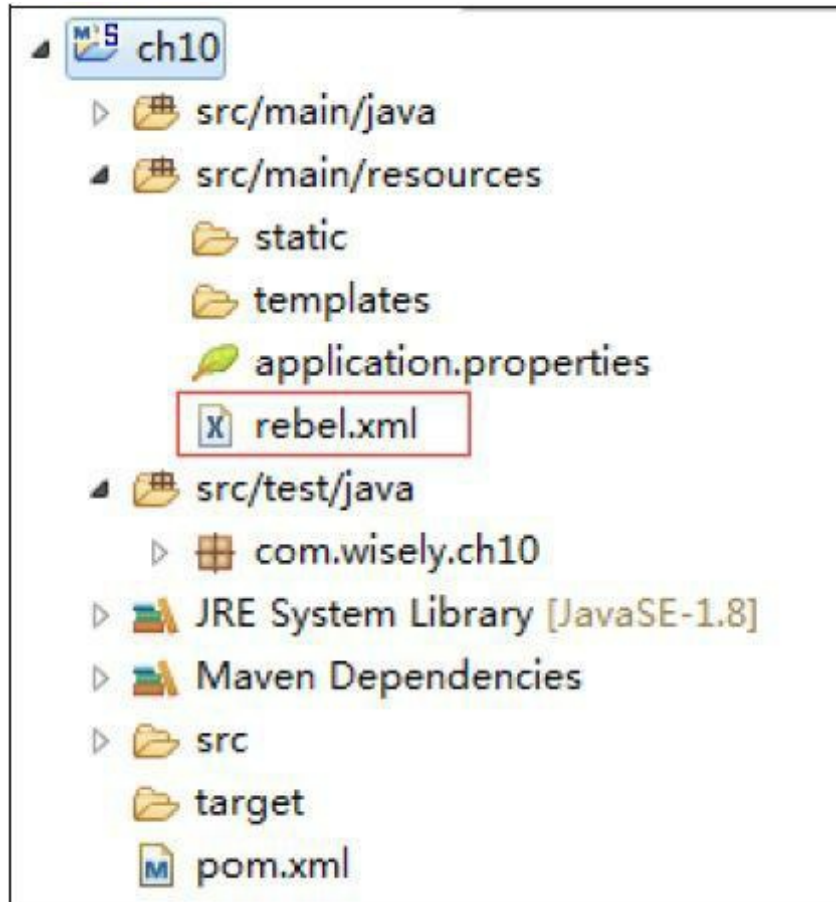 ch10
src/main/java
src/main/resources
static
templates
application.properties
rebel.xml
src/test/java
com.wisely.ch10
JRE System Library [JavaSE-1.8]
Maven Dependencies
src
target
pom.xml